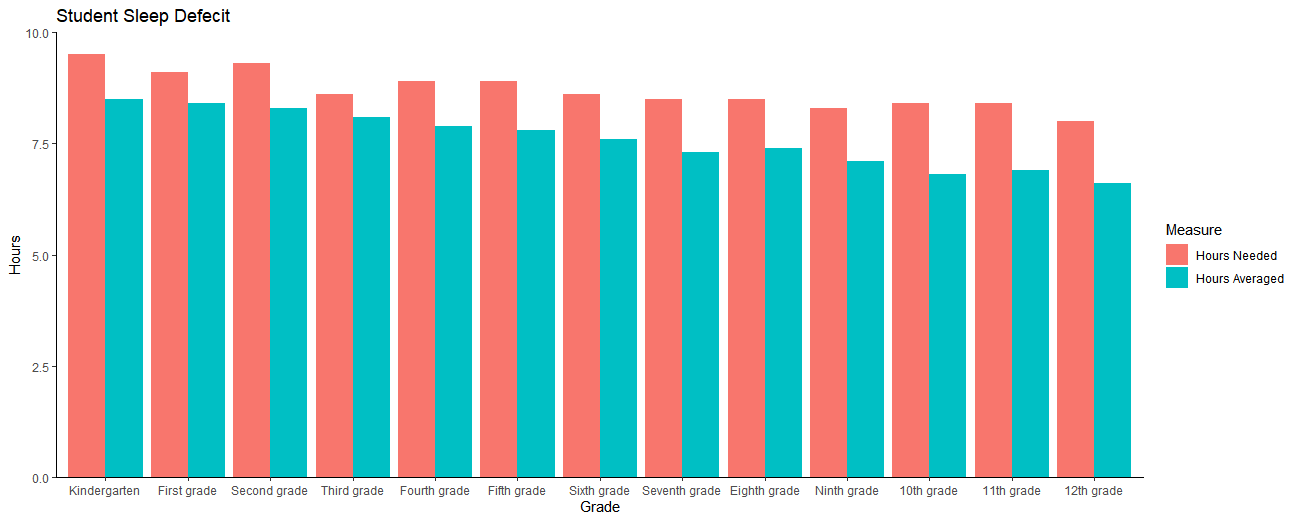 Student Sleep Defecit
10.0
7.5
5.0
2.5
0.0
Hours
Kindergarten First grade Second grade Third grade Fourth grade Fifth grade Sixth grade Seventh grade Eighth grade Ninth grade 10th grade 11th grade 12th grade
Grade
Measure
Hours Needed
Hours Averaged